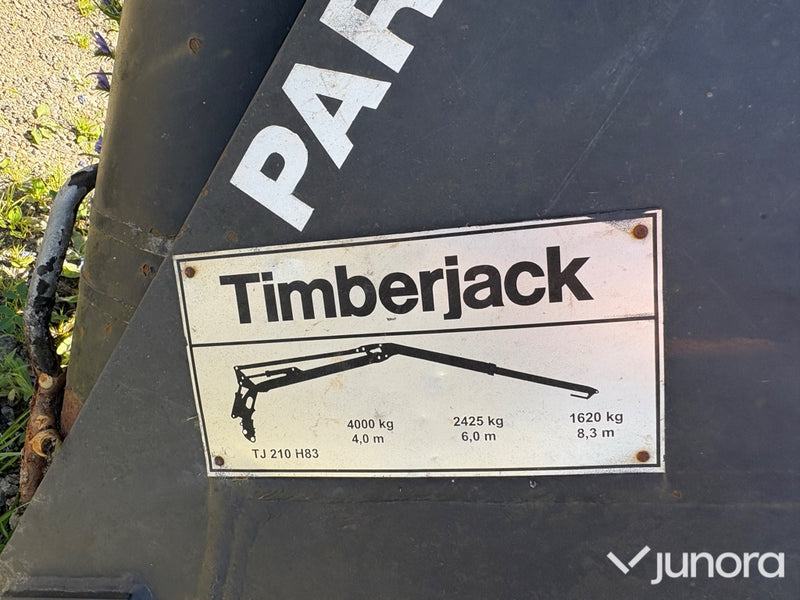 PAR
Timberjack
4000 kg 2425 kg 1620 kg
4,0 m 6,0 m 8,3 m
TJ 210 H83
junora